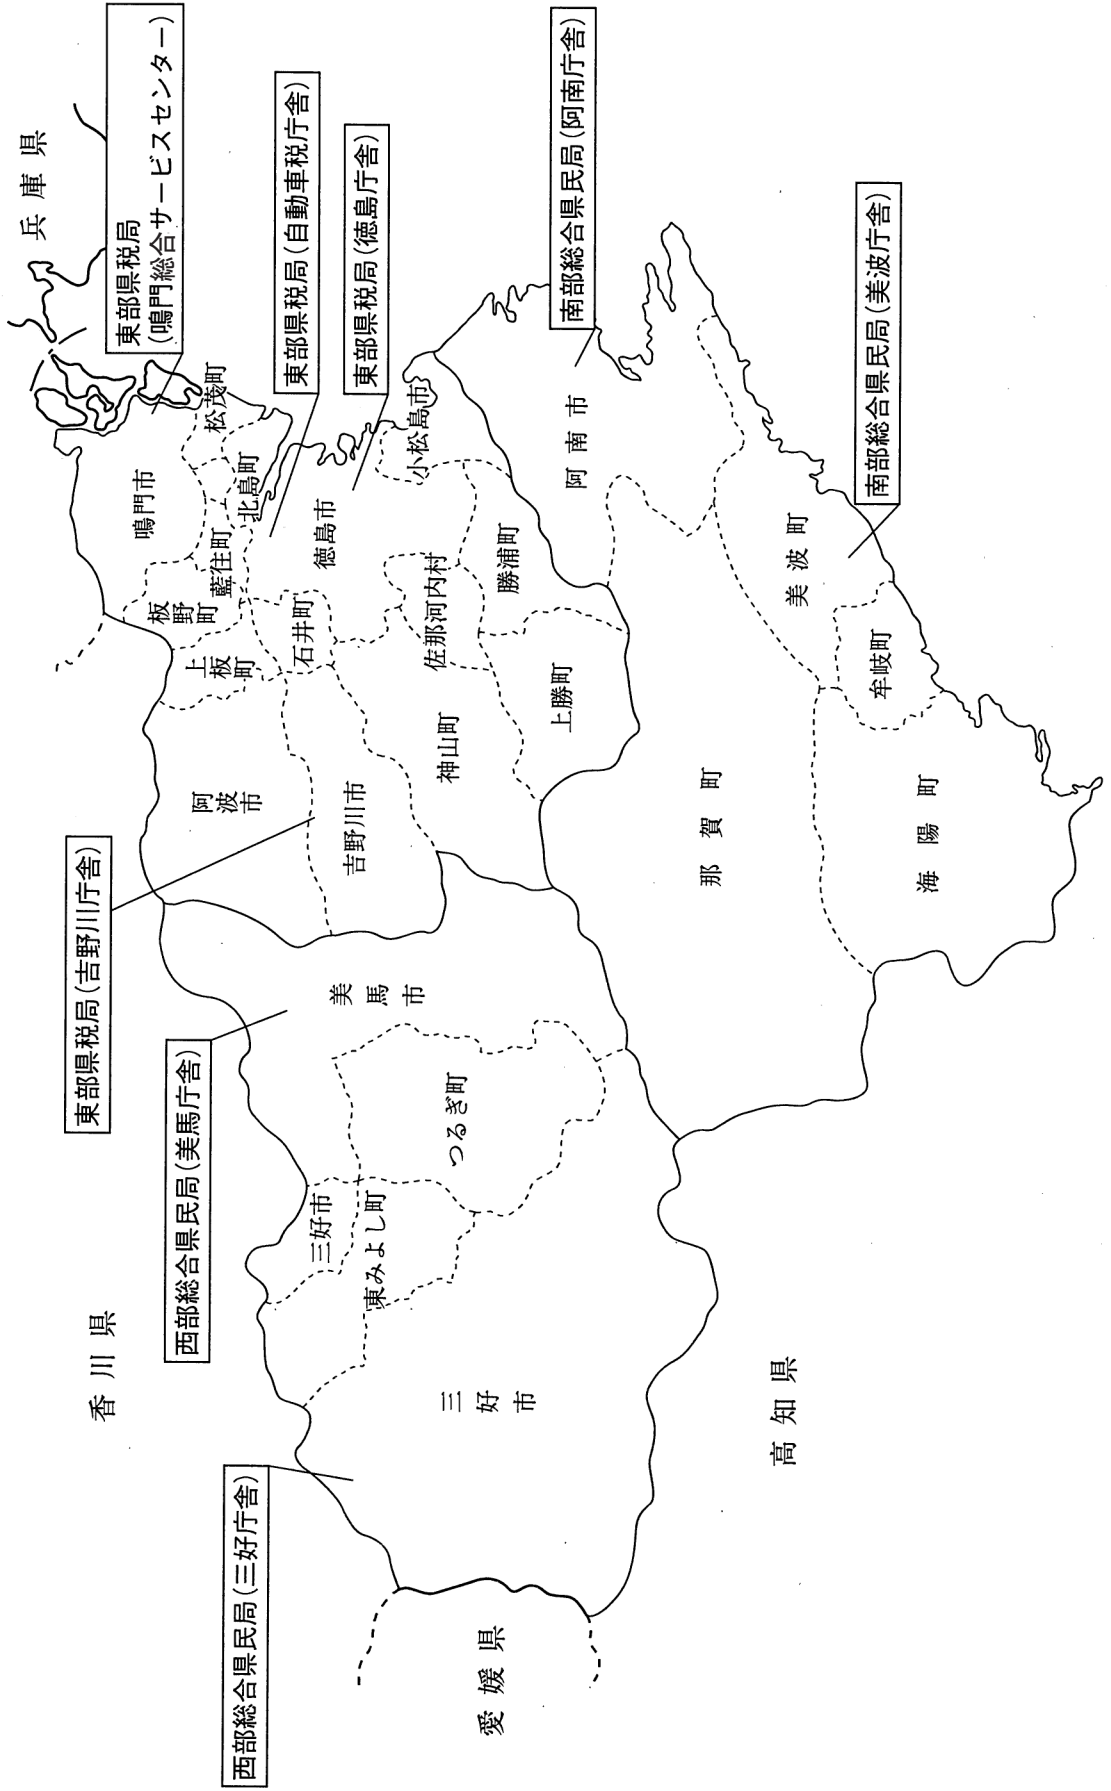 兵庫県
東部県税局
(鳴門総合サービスセンター)
東部県税局(自動車税庁舎)
東部県税局(徳島庁舎)
南部総合県民局(阿南庁舎)
南部総合県民局(美波庁舎)
東部県税局(吉野川庁舎)
西部総合県民局(美馬庁舎)
西部総合県民局(三好庁舎)
香川県
愛媛県
高知県
鳴門市
松茂町
北島町
藍住町
板野町
上板町
阿波市
石井町
徳島市
小松島市
吉野川市
神山町
佐那河内村
勝浦町
上勝町
阿南市
美波町
牟岐町
那賀町
海陽町
美馬市
つるぎ町
三好市
東みよし町
三好市